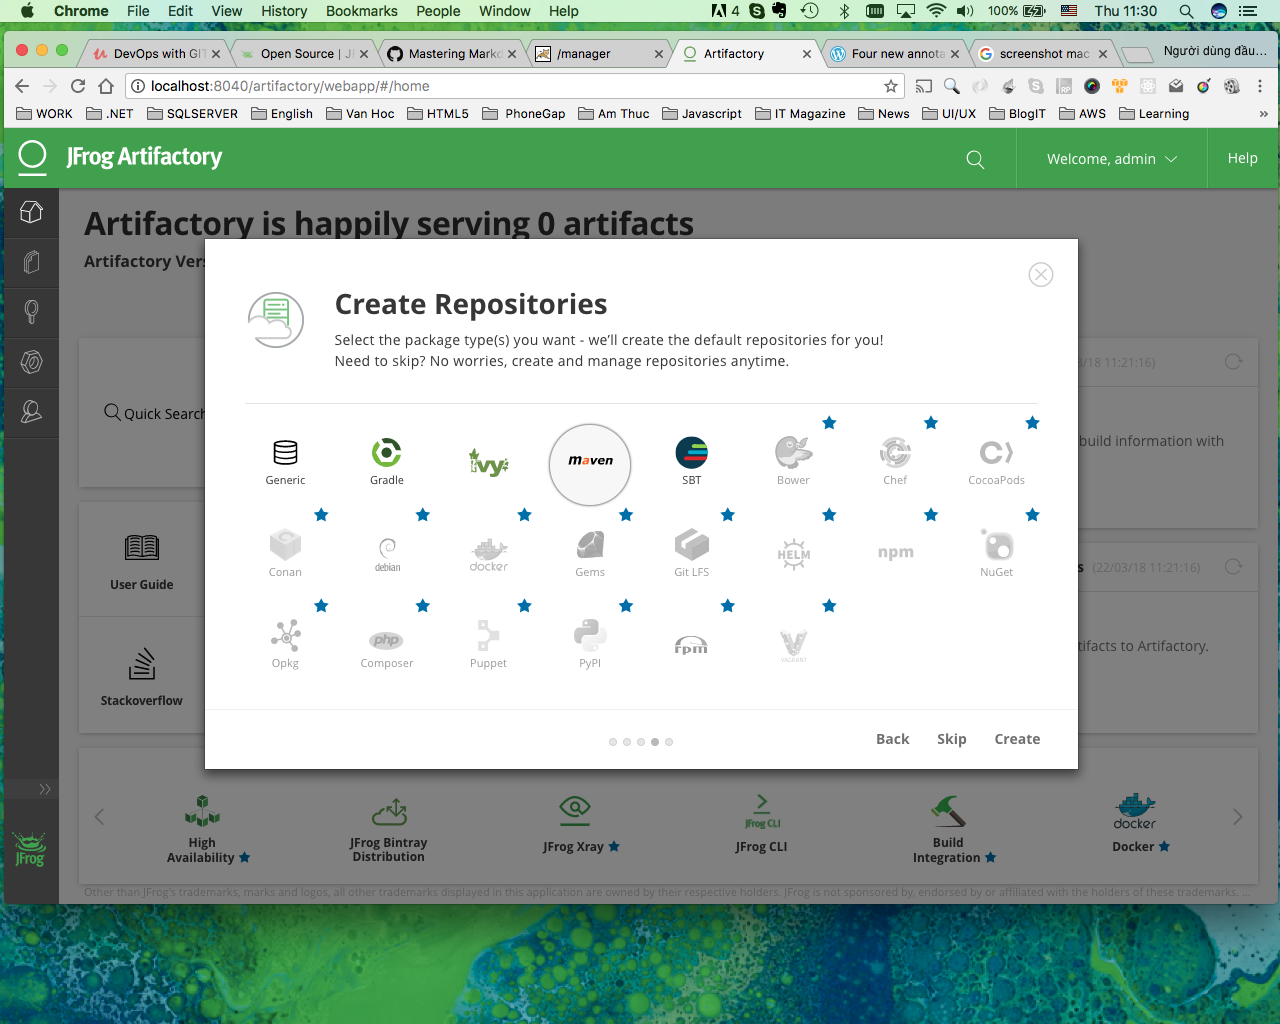 Chrome File Edit View History Bookmarks People Window Help 4 100% Thu 11:30
DevOps with GIT Open Source | JF Mastering Markd /manager Artifactory Four new annota screenshot mac Người dùng đầu...
localhost:8040/artifactory/webapp/#/home
WORK .NET SQLSERVER English Van Hoc HTML5 PhoneGap Am Thuc Javascript IT Magazine News UI/UX BlogIT AWS Learning »
JFrog Artifactory Welcome, admin Help
Artifactory is happily serving 0 artifacts
Artifactory Vers
Create Repositories
Select the package type(s) you want - we'll create the default repositories for you!
Need to skip? No worries, create and manage repositories anytime.
/18 11:21:16)
Quick Search
build information with
Generic Gradle ivy maven SBT Bower Chef CocoaPods
Conan debian docker Gems Git LFS HELM npm NuGet
Opkg Composer Puppet PyPI rpm VAGRANT
php
User Guide
s (22/03/18 11:21:16)
tifacts to Artifactory.
Stackoverflow
Back Skip Create
High Availability
JFrog Bintray Distribution
JFrog Xray
JFrog CLI
JFrog CLI
Build Integration
docker
Docker
JFrog
Other than JFrog's trademarks, marks and logos, all other trademarks displayed in this application are owned by their respective holders. JFrog is not sponsored by, endorsed by or affiliated with the holders of these trademarks. ...